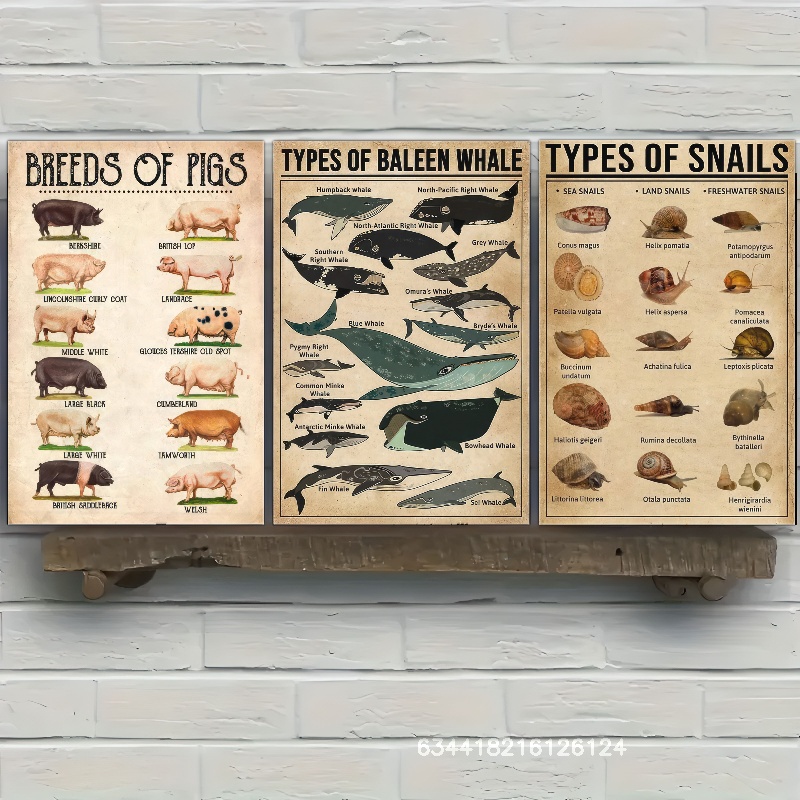 BREEDS OF PIGS
BERKSHIRE
BRITISH LOP
LINCOLNSHIRE CURLY COAT
LANDRACE
MIDDLE WHITE
GLOUCES TERSHIRE OLD SPOT
LARGE BLACK
CUMBERLAND
LARGE WHITE
TAMWORTH
BRITISH SADDLEBACK
WELSH
TYPES OF BALEEN WHALE
Humpback whale
North-Pacific Right Whale
North-Atlantic Right Whale
Southern
Right Whale
Grey Whale
Omura's Whale
Blue Whale
Bryde's Whale
Pygmy Right
Whale
Common Minke
Whale
Antarctic Minke Whale
Bowhead Whale
Fin Whale
Sei Whale
TYPES OF SNAILS
• SEA SNAILS
• LAND SNAILS
• FRESHWATER SNAILS
Conus magus
Helix pomatia
Potamopyrgus
antipodarum
Patella vulgata
Helix aspersa
Pomacea
canaliculata
Buccinum
undatum
Achatina fulica
Leptoxis plicata
Haliotis geigeri
Rumina decollata
Bythinella
batalleri
Littorina littorea
Otala punctata
Henrigirardia
wienini
634418216126124